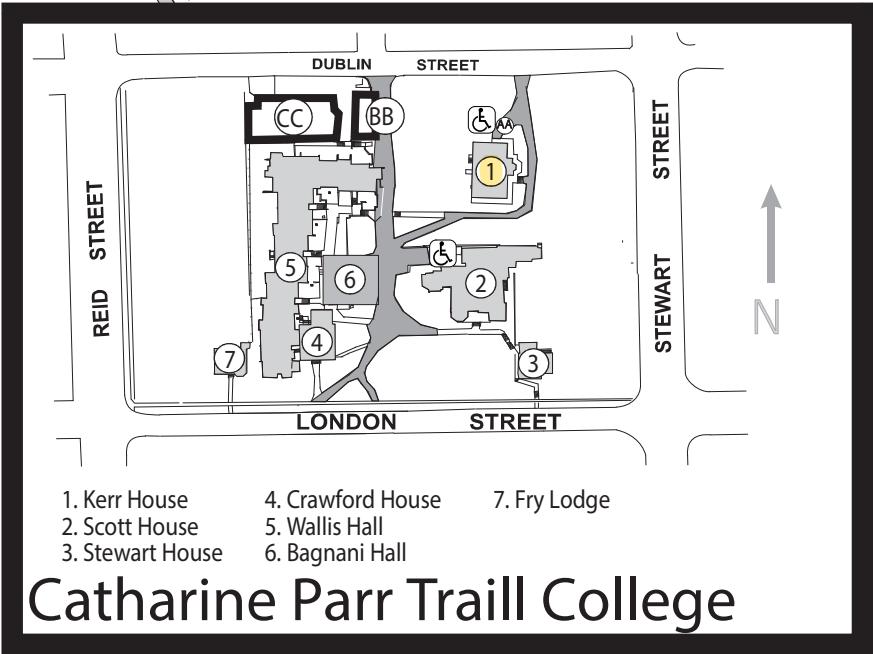 DUBLIN STREET
CC
BB
AA
1
REID STREET
STEWART STREET
5
6
2
N
4
7
3
LONDON STREET
1. Kerr House
2. Scott House
3. Stewart House
4. Crawford House
5. Wallis Hall
6. Bagnani Hall
7. Fry Lodge
Catharine Parr Traill College